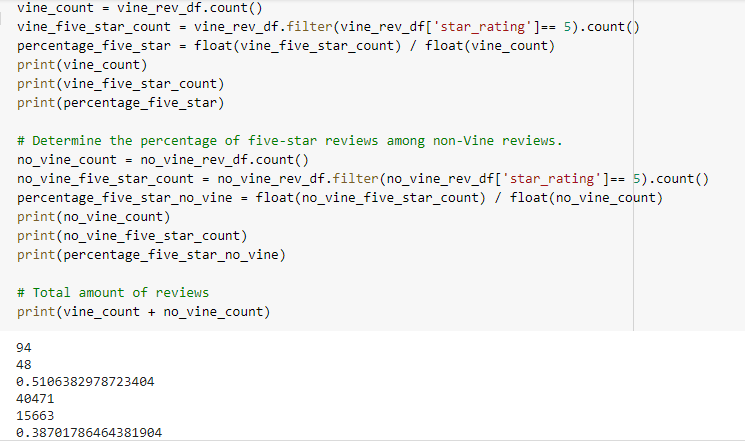 vine_count = vine_rev_df.count()
vine_five_star_count = vine_rev_df.filter(vine_rev_df['star_rating']== 5).count()
percentage_five_star = float(vine_five_star_count) / float(vine_count)
print(vine_count)
print(vine_five_star_count)
print(percentage_five_star)
# Determine the percentage of five-star reviews among non-Vine reviews.
no_vine_count = no_vine_rev_df.count()
no_vine_five_star_count = no_vine_rev_df.filter(no_vine_rev_df['star_rating']== 5).count()
percentage_five_star_no_vine = float(no_vine_five_star_count) / float(no_vine_count)
print(no_vine_count)
print(no_vine_five_star_count)
print(percentage_five_star_no_vine)
# Total amount of reviews
print(vine_count + no_vine_count)
94
48
0.5106382978723404
40471
15663
0.38701786464381904